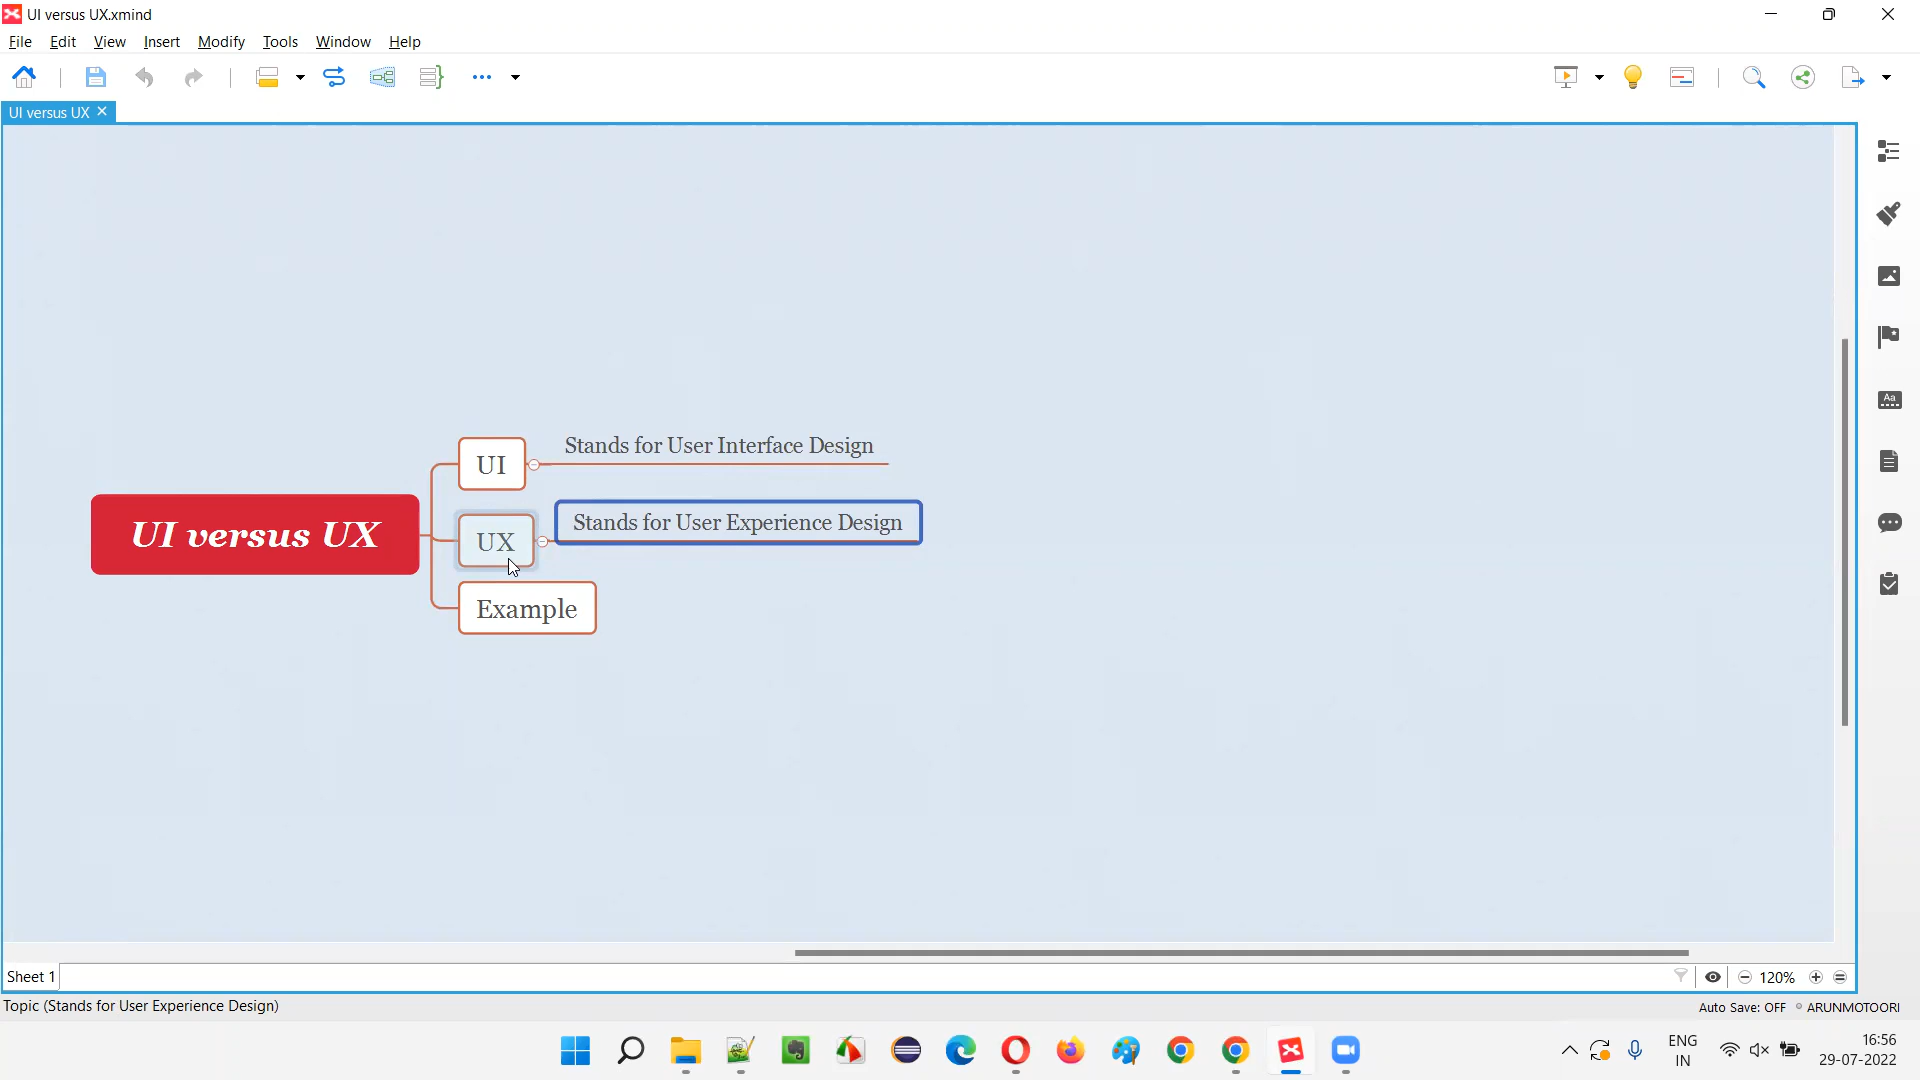 UI versus UX.xmind
File Edit View Insert Modify Tools Window Help
UI versus UX
Stands for User Interface Design
UI
Stands for User Experience Design
UI versus UX
UX
Example
Aa
Sheet 1
120%
Topic (Stands for User Experience Design)
Auto Save: OFF
ARUNMOTOORI
ENG
IN
16:56
29-07-2022